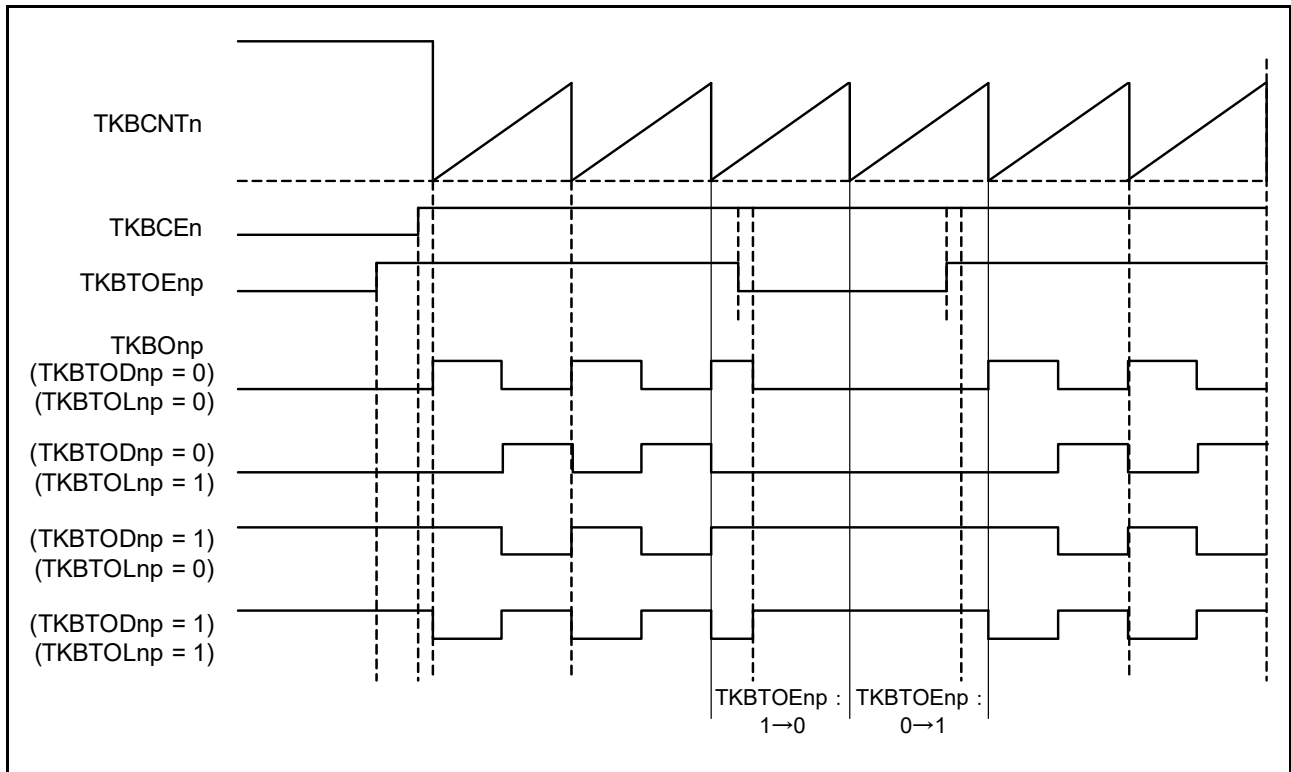 TKBCNTn
TKBCEn
TKBTOEnp
TKBOnp
(TKBTODnp = 0)
(TKBTOLnp = 0)
(TKBTODnp = 0)
(TKBTOLnp = 1)
(TKBTODnp = 1)
(TKBTOLnp = 0)
(TKBTODnp = 1)
(TKBTOLnp = 1)
TKBTOEnp :
1→0
TKBTOEnp :
0→1